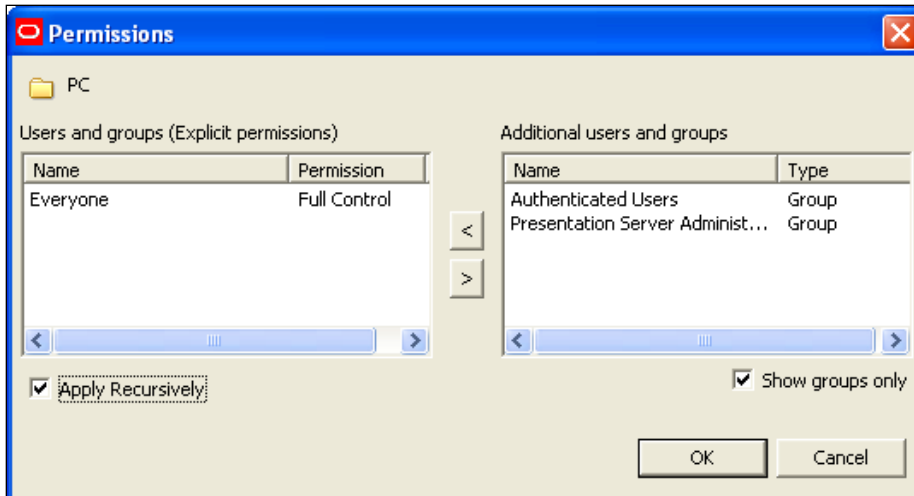 Permissions
PC
Users and groups (Explicit permissions)
Name Permission
Everyone Full Control
<
>
Apply Recursively
Additional users and groups
Name Type
Authenticated Users Group
Presentation Server Administ... Group
Show groups only
OK Cancel